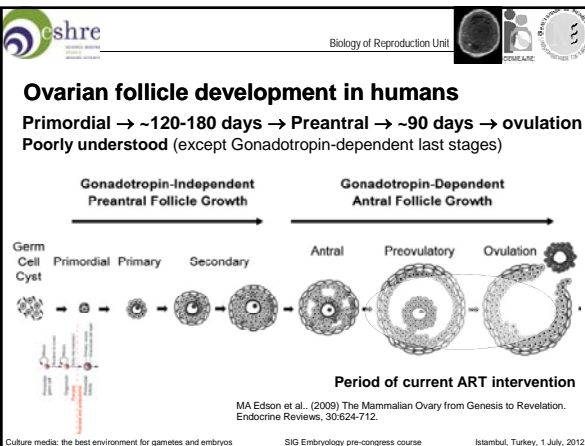 eshre
Biology of Reproduction Unit
Ovarian follicle development in humans
Primordial → ~120-180 days → Preantral → ~90 days → ovulation
Poorly understood (except Gonadotropin-dependent last stages)
Gonadotropin-Independent
Preantral Follicle Growth
Gonadotropin-Dependent
Antral Follicle Growth
Germ
Cell
Cyst
Primordial Primary Secondary
Antral Preovulatory Ovulation
Period of current ART intervention
MA Edson et al.. (2009) The Mammalian Ovary from Genesis to Revelation.
Endocrine Reviews, 30:624-712.
Culture media: the best environment for gametes and embryos SIG Embryology pre-congress course Istambul, Turkey, 1 July, 2012